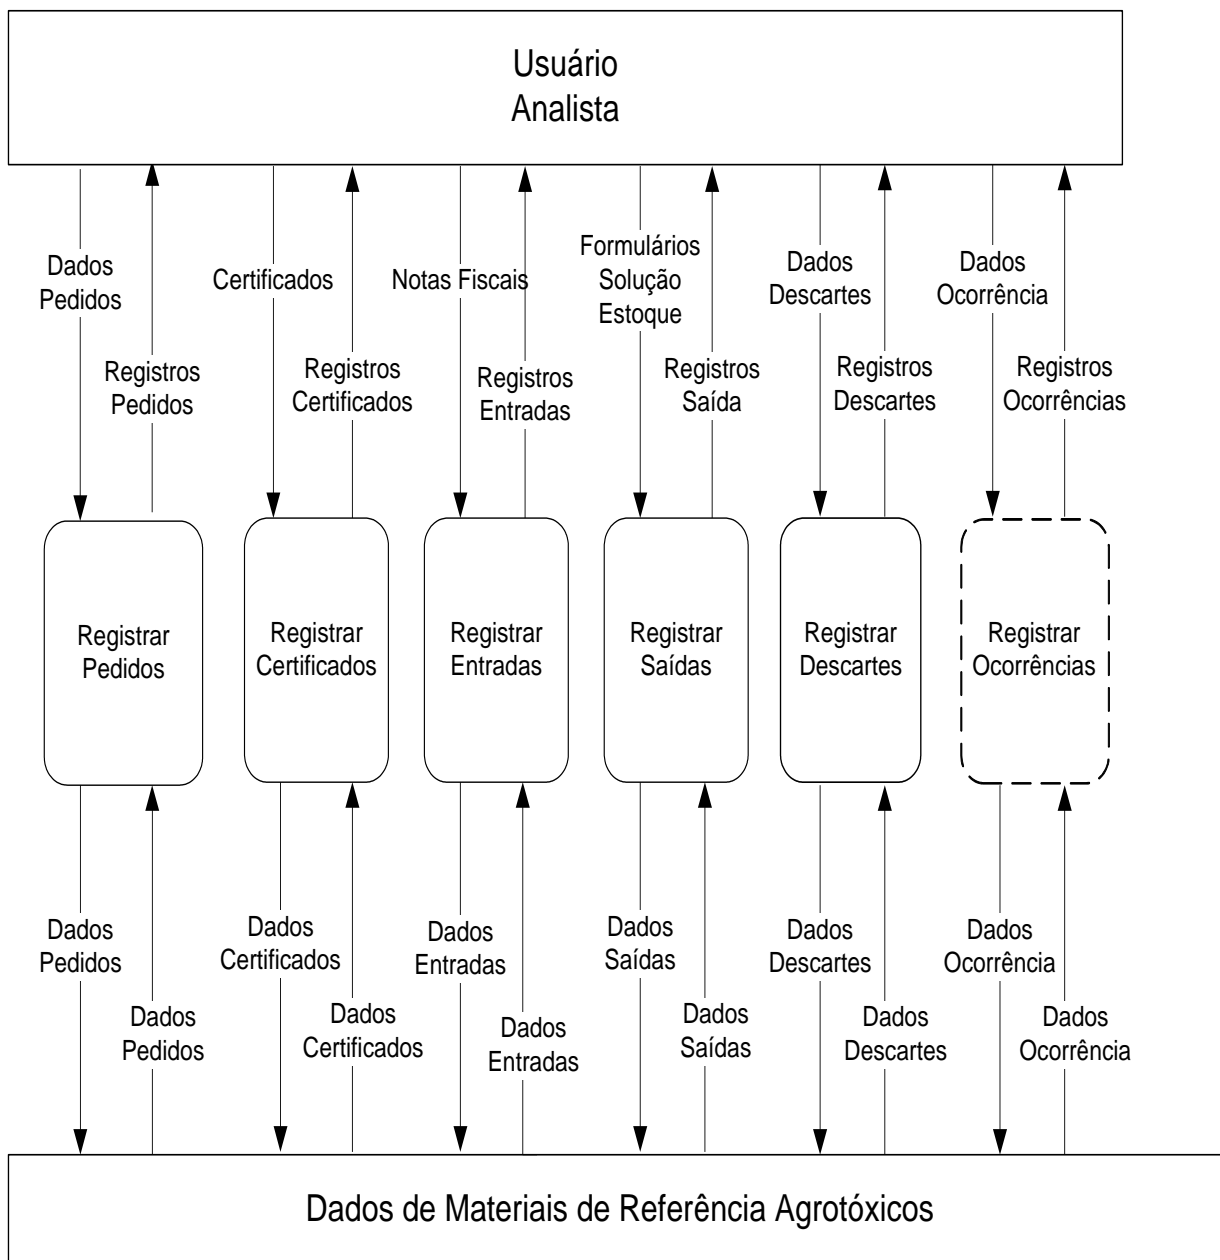 Usuário
Analista
Dados
Pedidos
Registros
Pedidos
Certificados
Registros
Certificados
Notas Fiscais
Registros
Entradas
Formulários
Solução
Estoque
Registros
Saída
Dados
Descartes
Registros
Descartes
Dados
Ocorrência
Registros
Ocorrências
Registrar
Pedidos
Registrar
Certificados
Registrar
Entradas
Registrar
Saídas
Registrar
Descartes
Registrar
Ocorrências
Dados
Pedidos
Dados
Pedidos
Dados
Certificados
Dados
Certificados
Dados
Entradas
Dados
Entradas
Dados
Saídas
Dados
Saídas
Dados
Descartes
Dados
Descartes
Dados
Ocorrência
Dados
Ocorrência
Dados de Materiais de Referência Agrotóxicos